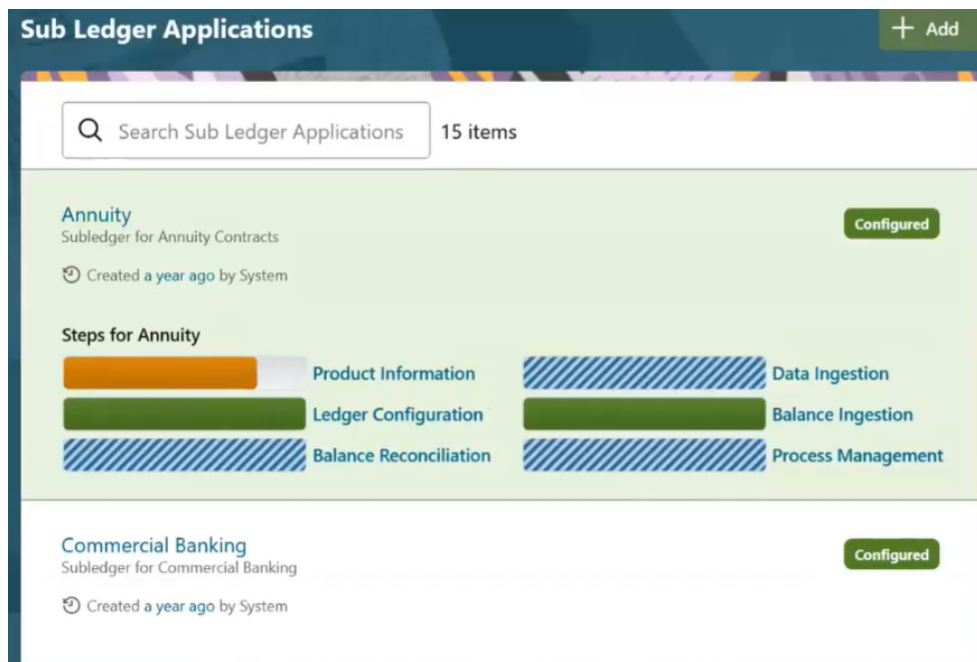 Sub Ledger Applications
+ Add
Search Sub Ledger Applications
15 items
Annuity
Configured
Subledger for Annuity Contracts
Created a year ago by System
Steps for Annuity
Product Information
Data Ingestion
Ledger Configuration
Balance Ingestion
Balance Reconciliation
Process Management
Commercial Banking
Configured
Subledger for Commercial Banking
Created a year ago by System